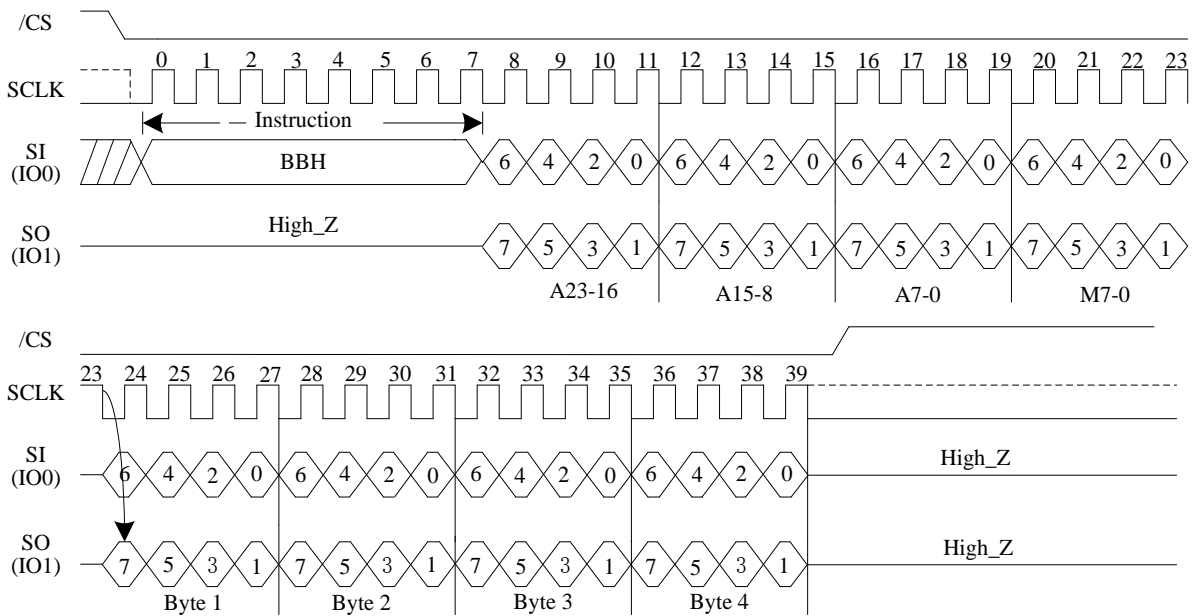 /CS
0 1 2 3 4 5 6 7 8 9 10 11 12 13 14 15 16 17 18 19 20 21 22 23
SCLK
Instruction
SI
(IO0)
BBH 6 4 2 0 6 4 2 0 6 4 2 0 6 4 2 0
SO
(IO1)
High_Z 7 5 3 1 7 5 3 1 7 5 3 1 7 5 3 1
A23-16 A15-8 A7-0 M7-0
/CS
23 24 25 26 27 28 29 30 31 32 33 34 35 36 37 38 39
SCLK
SI
(IO0)
6 4 2 0 6 4 2 0 6 4 2 0 6 4 2 0 High_Z
SO
(IO1)
7 5 3 1 7 5 3 1 7 5 3 1 7 5 3 1 High_Z
Byte 1 Byte 2 Byte 3 Byte 4